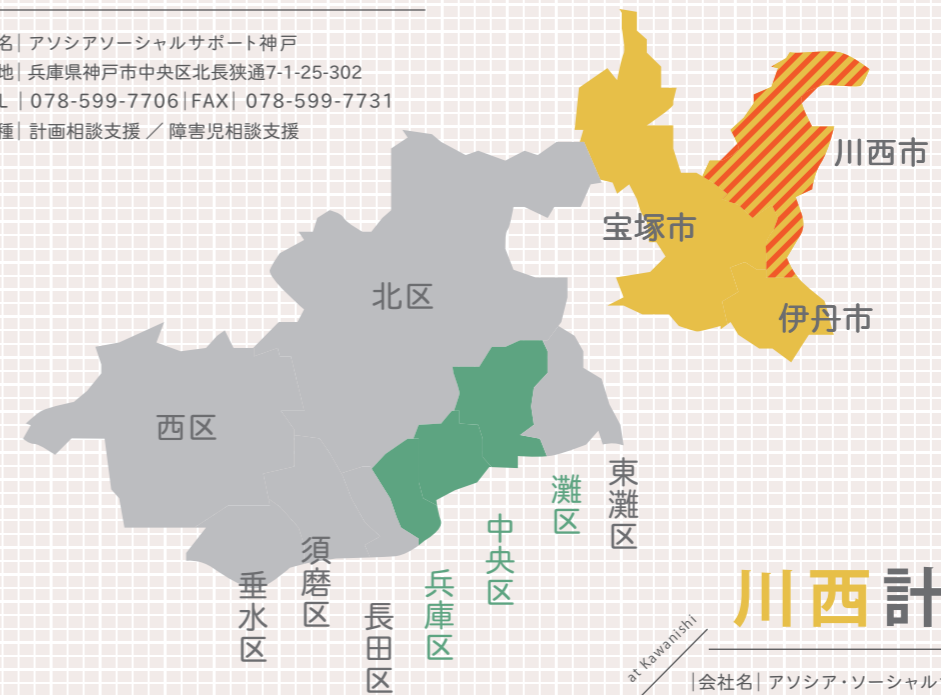 名| アソシアソーシャルサポート神戸
地| 兵庫県神戸市中央区北長狭通7-1-25-302
L | 078-599-7706|FAX| 078-599-7731
種| 計画相談支援 ／ 障害児相談支援
川西市
宝塚市
伊丹市
北区
西区
東灘区
灘区
中央区
須磨区
垂水区
兵庫区
長田区
川西計
at Kawanishi
|会社名| アソシア・ソーシャル